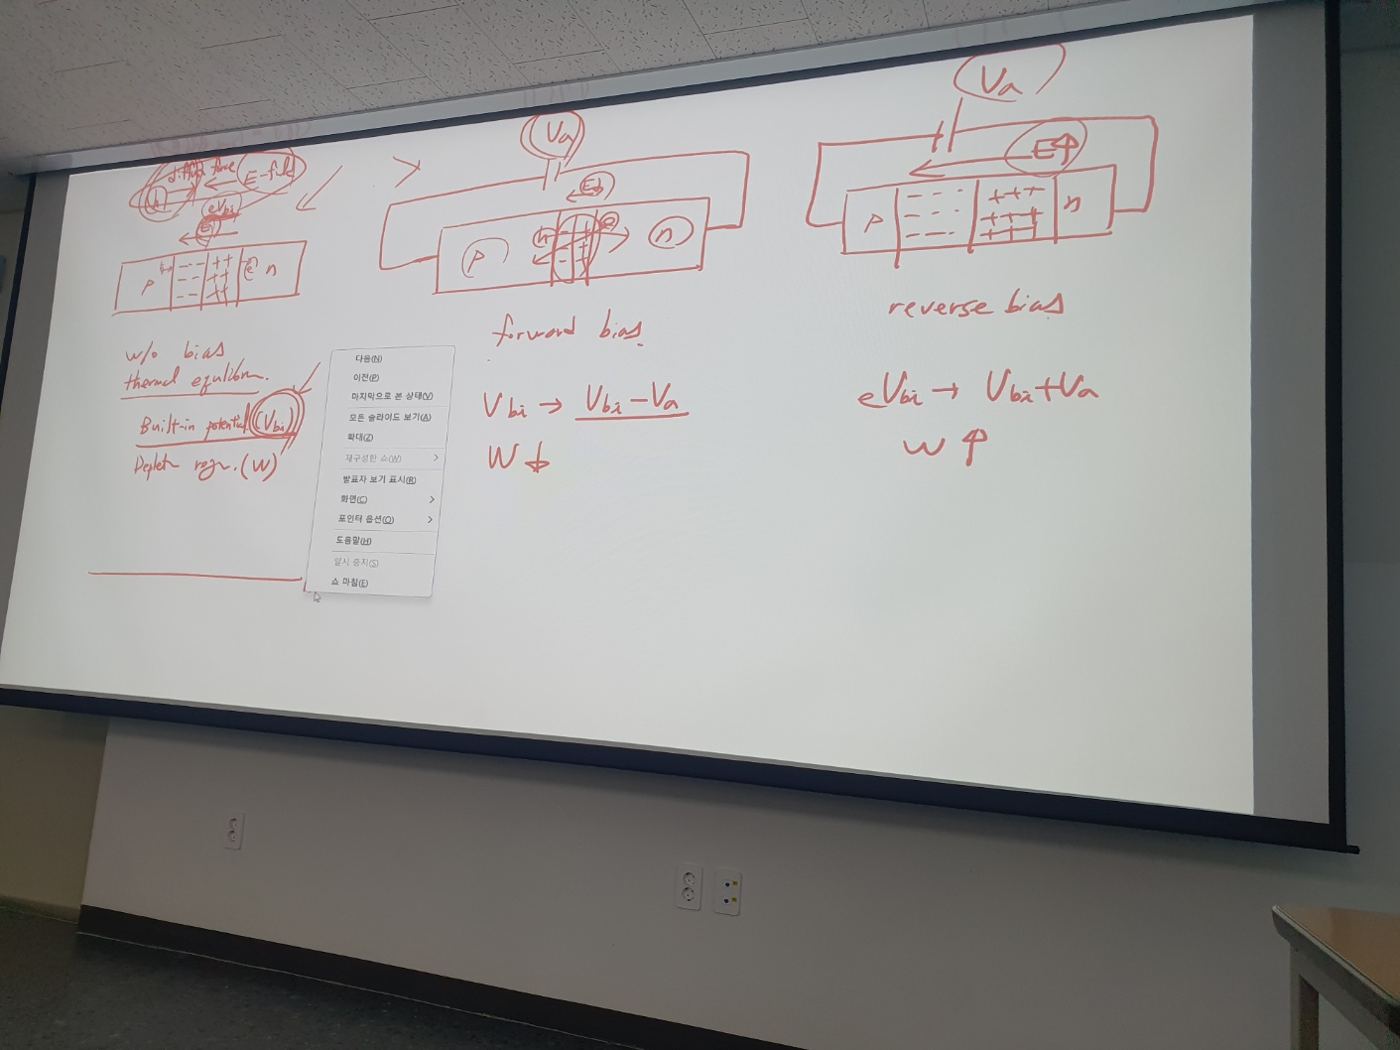 diffu force
E-field
h
eVbi
E
p -- ++ e n
-- ++
-- ++
w/o bias
thermal equlibm.
Built-in potential (Vbi)
Deplet regn. (W)
다음(N)
이전(P)
마지막으로 본 상태(V)
모든 슬라이드 보기(A)
확대(Z)
재구성한 쇼(W)
발표자 보기 표시(R)
화면(C)
포인터 옵션(O)
도움말(H)
일시 중지(S)
쇼 마침(E)
Va
E↓
p h - + e n
- +
forward bias
Vbi → Vbi-Va
W↓
Va
E↑
p --- +++ n
--- +++
--- +++
reverse bias
eVbi → Vbi+Va
W↑